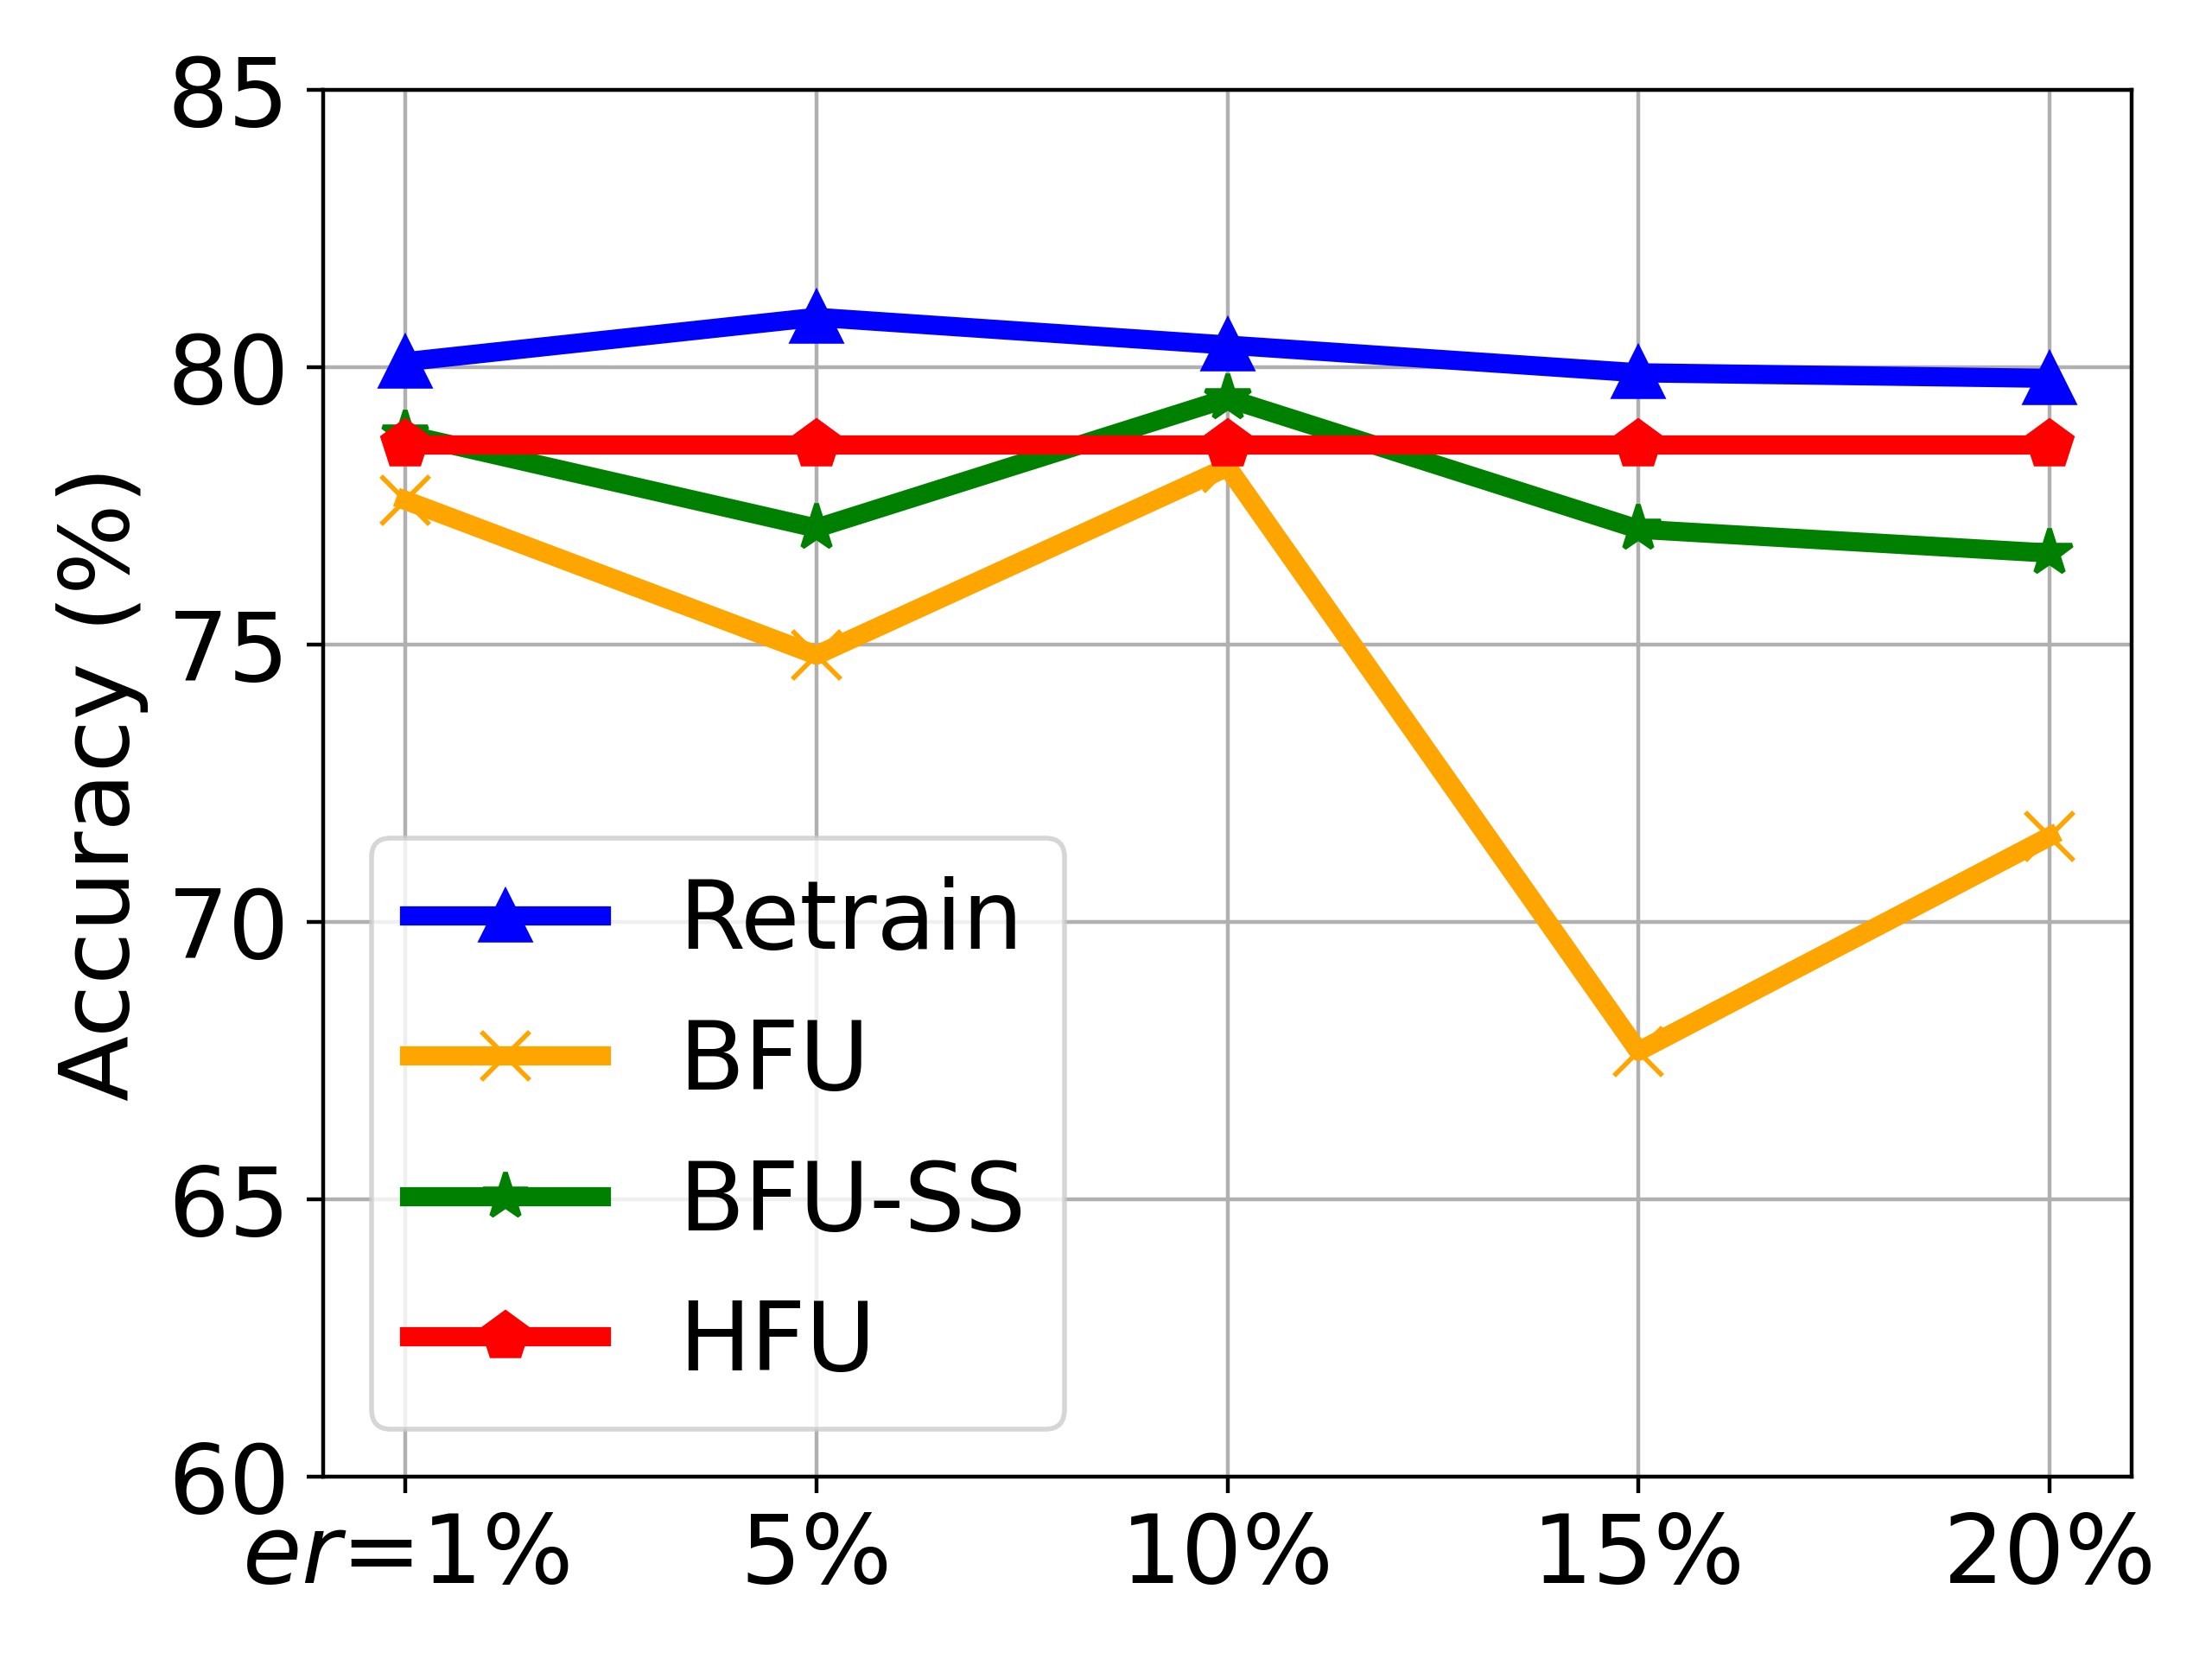 85
80
75
70
65
60
Accuracy (%)
Retrain
BFU
BFU-SS
HFU
er=1% 5% 10% 15% 20%